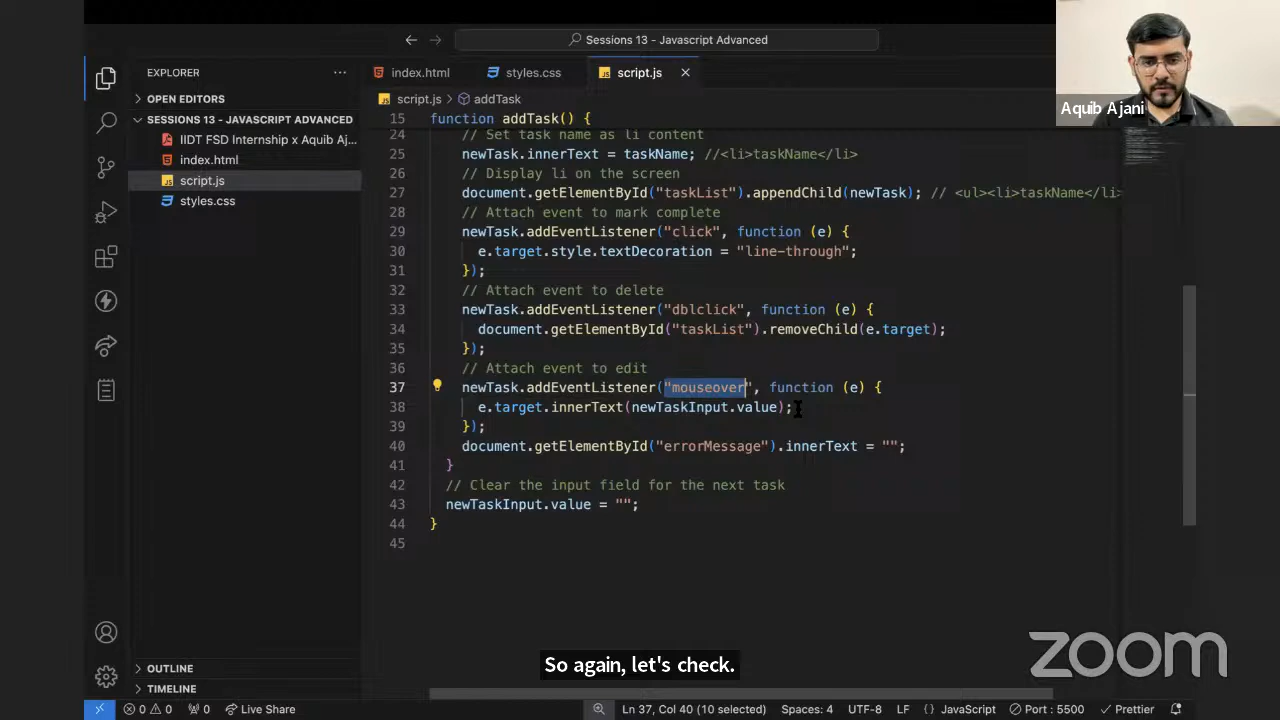 Sessions 13 - Javascript Advanced
Aquib Ajani
EXPLORER
index.html
styles.css
script.js
OPEN EDITORS
script.js > addTask
SESSIONS 13 - JAVASCRIPT ADVANCED
IIDT FSD Internship x Aquib Aj...
index.html
script.js
styles.css
15 function addTask() {
24 // Set task name as li content
25 newTask.innerText = taskName; //<li>taskName</li>
26 // Display li on the screen
27 document.getElementById("taskList").appendChild(newTask); // <ul><li>taskName</li>
28 // Attach event to mark complete
29 newTask.addEventListener("click", function (e) {
30 e.target.style.textDecoration = "line-through";
31 });
32 // Attach event to delete
33 newTask.addEventListener("dblclick", function (e) {
34 document.getElementById("taskList").removeChild(e.target);
35 });
36 // Attach event to edit
37 newTask.addEventListener("mouseover", function (e) {
38 e.target.innerText(newTaskInput.value);
39 });
40 document.getElementById("errorMessage").innerText = "";
41 }
42 // Clear the input field for the next task
43 newTaskInput.value = "";
44 }
45
OUTLINE
TIMELINE
So again, let's check.
zoom
0 0 0 Live Share Ln 37, Col 40 (10 selected) Spaces: 4 UTF-8 LF {} JavaScript Port : 5500 Prettier